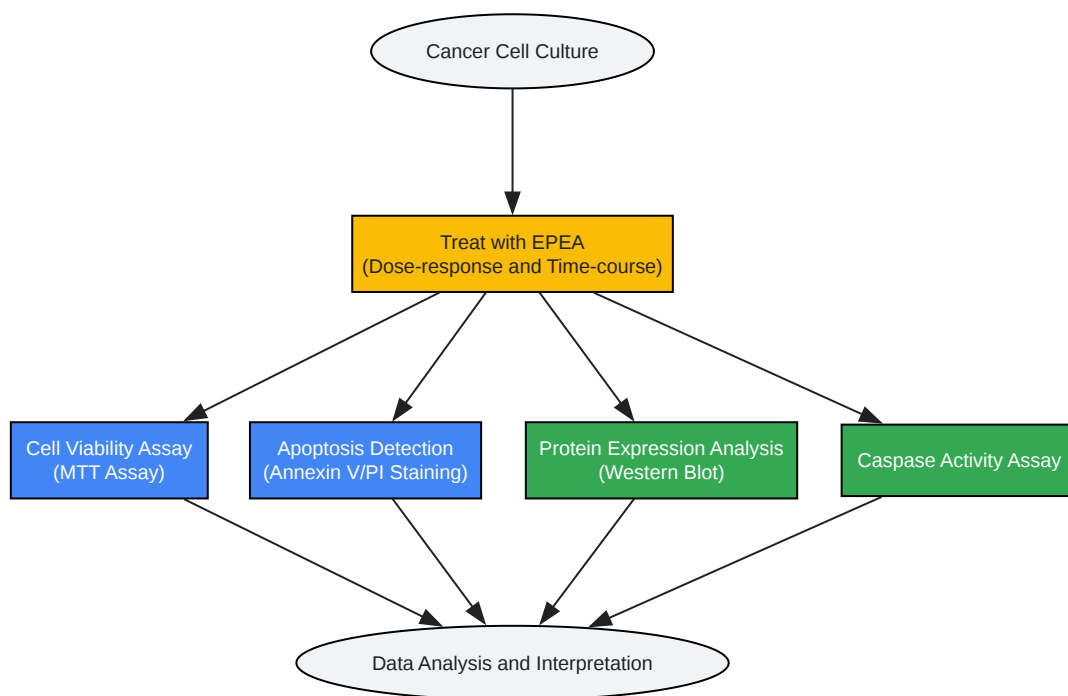 Cancer Cell Culture
Treat with EPEA
(Dose-response and Time-course)
Cell Viability Assay
(MTT Assay)
Apoptosis Detection
(Annexin V/PI Staining)
Protein Expression Analysis
(Western Blot)
Caspase Activity Assay
Data Analysis and Interpretation